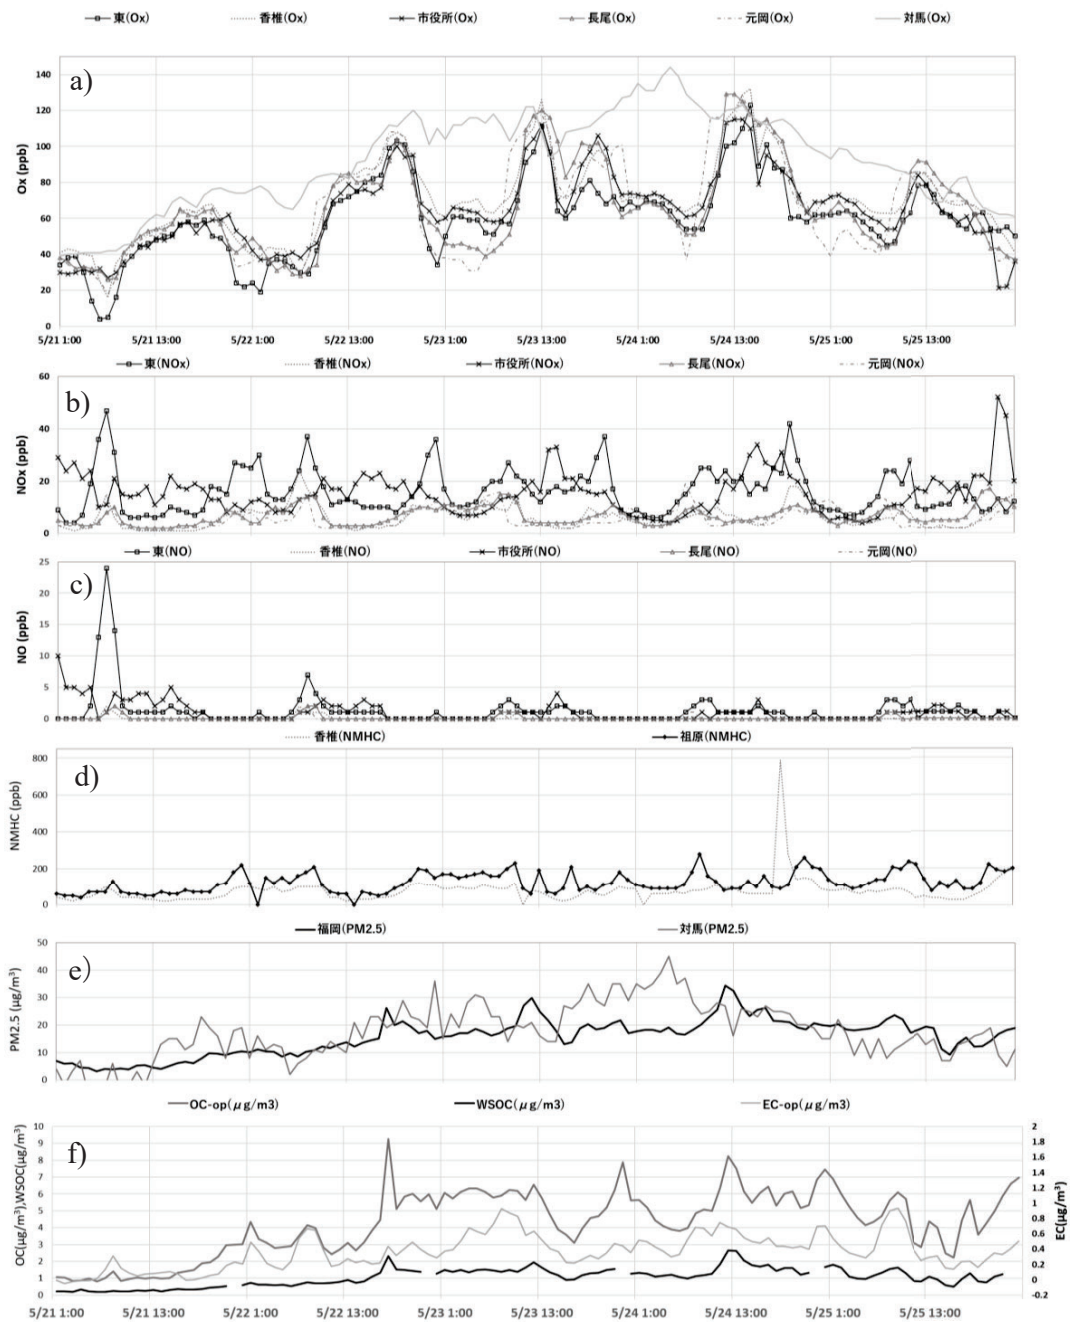 東(Ox) 香椎(Ox) 市役所(Ox) 長尾(Ox) 元岡(Ox) 対馬(Ox)
a)
Ox (ppb)
140
120
100
80
60
40
20
0
5/21 1:00 5/21 13:00 5/22 1:00 5/22 13:00 5/23 1:00 5/23 13:00 5/24 1:00 5/24 13:00 5/25 1:00 5/25 13:00
東(NOx) 香椎(NOx) 市役所(NOx) 長尾(NOx) 元岡(NOx)
b)
NOx (ppb)
60
40
20
0
東(NO) 香椎(NO) 市役所(NO) 長尾(NO) 元岡(NO)
c)
NO (ppb)
25
20
15
10
5
0
香椎(NMHC) 祖原(NMHC)
d)
NMHC (ppb)
800
600
400
200
0
福岡(PM2.5) 対馬(PM2.5)
e)
PM2.5 (μg/m³)
50
40
30
20
10
0
OC-op(μg/m3) WSOC(μg/m3) EC-op(μg/m3)
f)
OC(μg/m³),WSOC(μg/m³)
10
9
8
7
6
5
4
3
2
1
0
2
1.8
1.6
1.4
1.2
1
0.8
0.6
0.4
0.2
0
-0.2
EC(μg/m³)
5/21 1:00 5/21 13:00 5/22 1:00 5/22 13:00 5/23 1:00 5/23 13:00 5/24 1:00 5/24 13:00 5/25 1:00 5/25 13:00